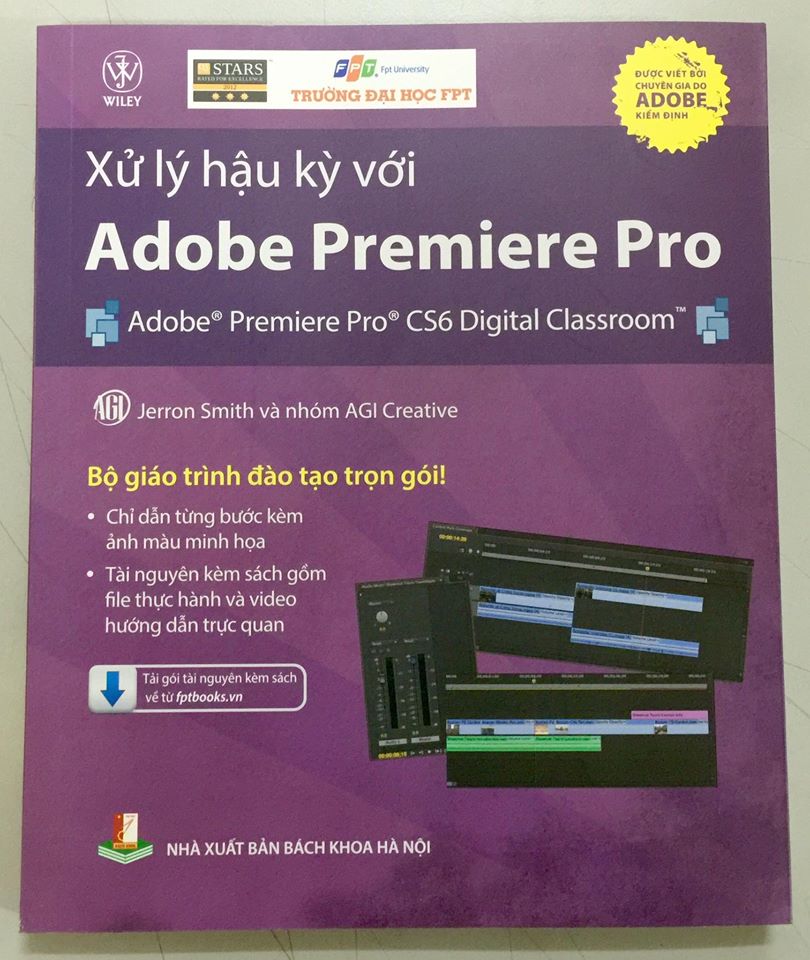 WILEY
STARS
RATED FOR EXCELLENCE
2012
FPT Fpt University
TRƯỜNG ĐẠI HỌC FPT
ĐƯỢC VIẾT BỞI
CHUYÊN GIA DO
ADOBE
KIỂM ĐỊNH
Xử lý hậu kỳ với
Adobe Premiere Pro
Adobe® Premiere Pro® CS6 Digital Classroom™
AGI Jerron Smith và nhóm AGI Creative
Bộ giáo trình đào tạo trọn gói!
• Chỉ dẫn từng bước kèm
ảnh màu minh họa
• Tài nguyên kèm sách gồm
file thực hành và video
hướng dẫn trực quan
Tải gói tài nguyên kèm sách
về từ fptbooks.vn
NHÀ XUẤT BẢN BÁCH KHOA HÀ NỘI